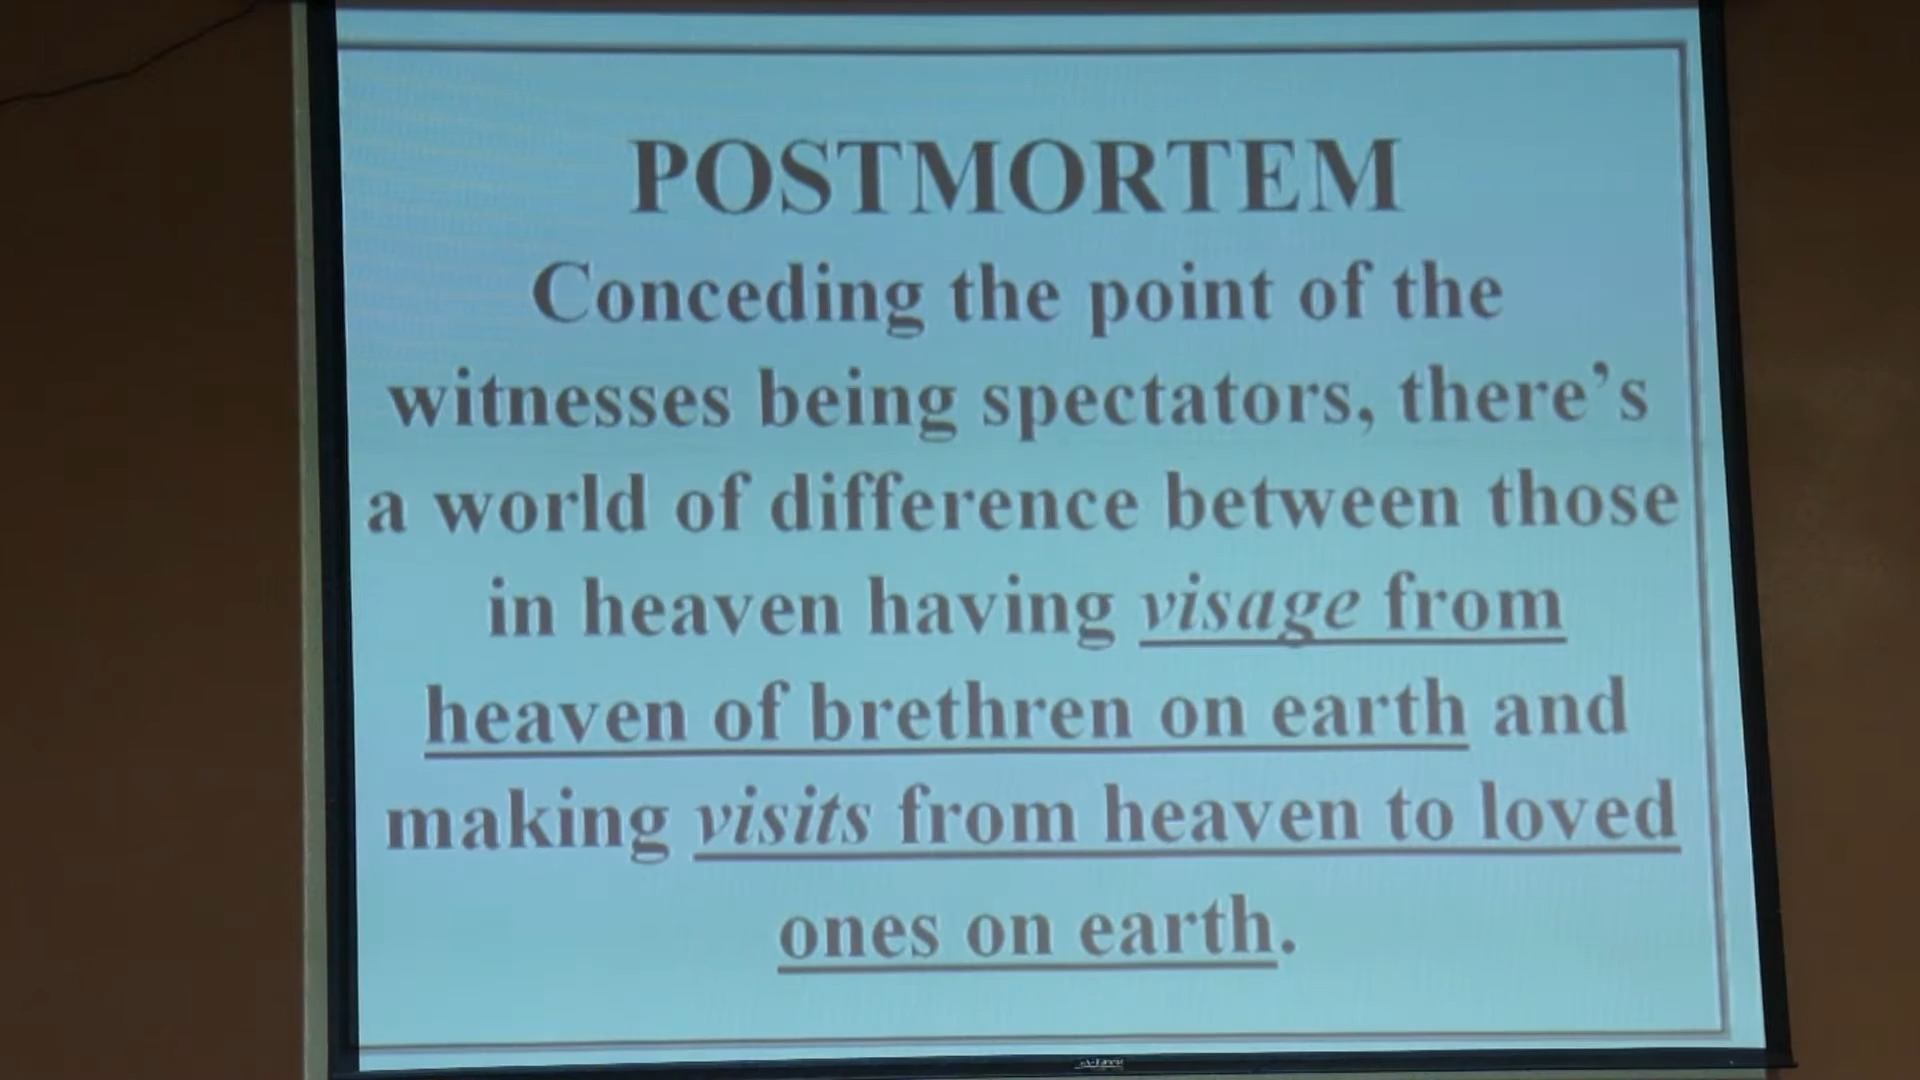 POSTMORTEM
Conceding the point of the
witnesses being spectators, there’s
a world of difference between those
in heaven having visage from
heaven of brethren on earth and
making visits from heaven to loved
ones on earth.